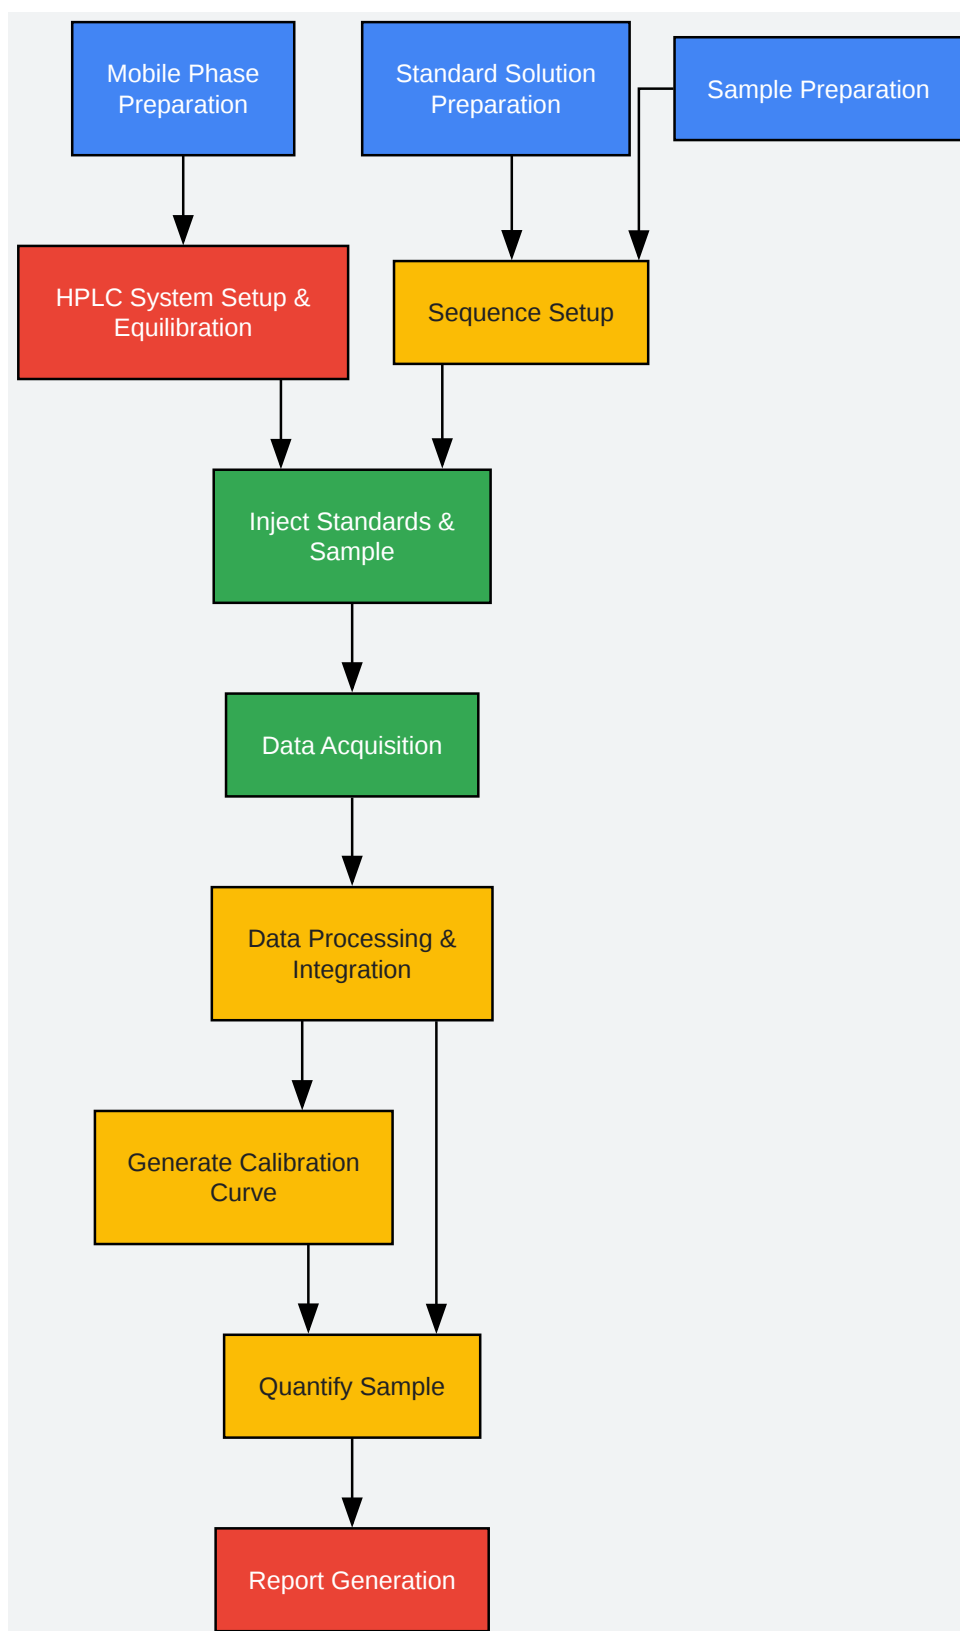 Mobile Phase
Preparation
Standard Solution
Preparation
Sample Preparation
HPLC System Setup &
Equilibration
Sequence Setup
Inject Standards &
Sample
Data Acquisition
Data Processing &
Integration
Generate Calibration
Curve
Quantify Sample
Report Generation